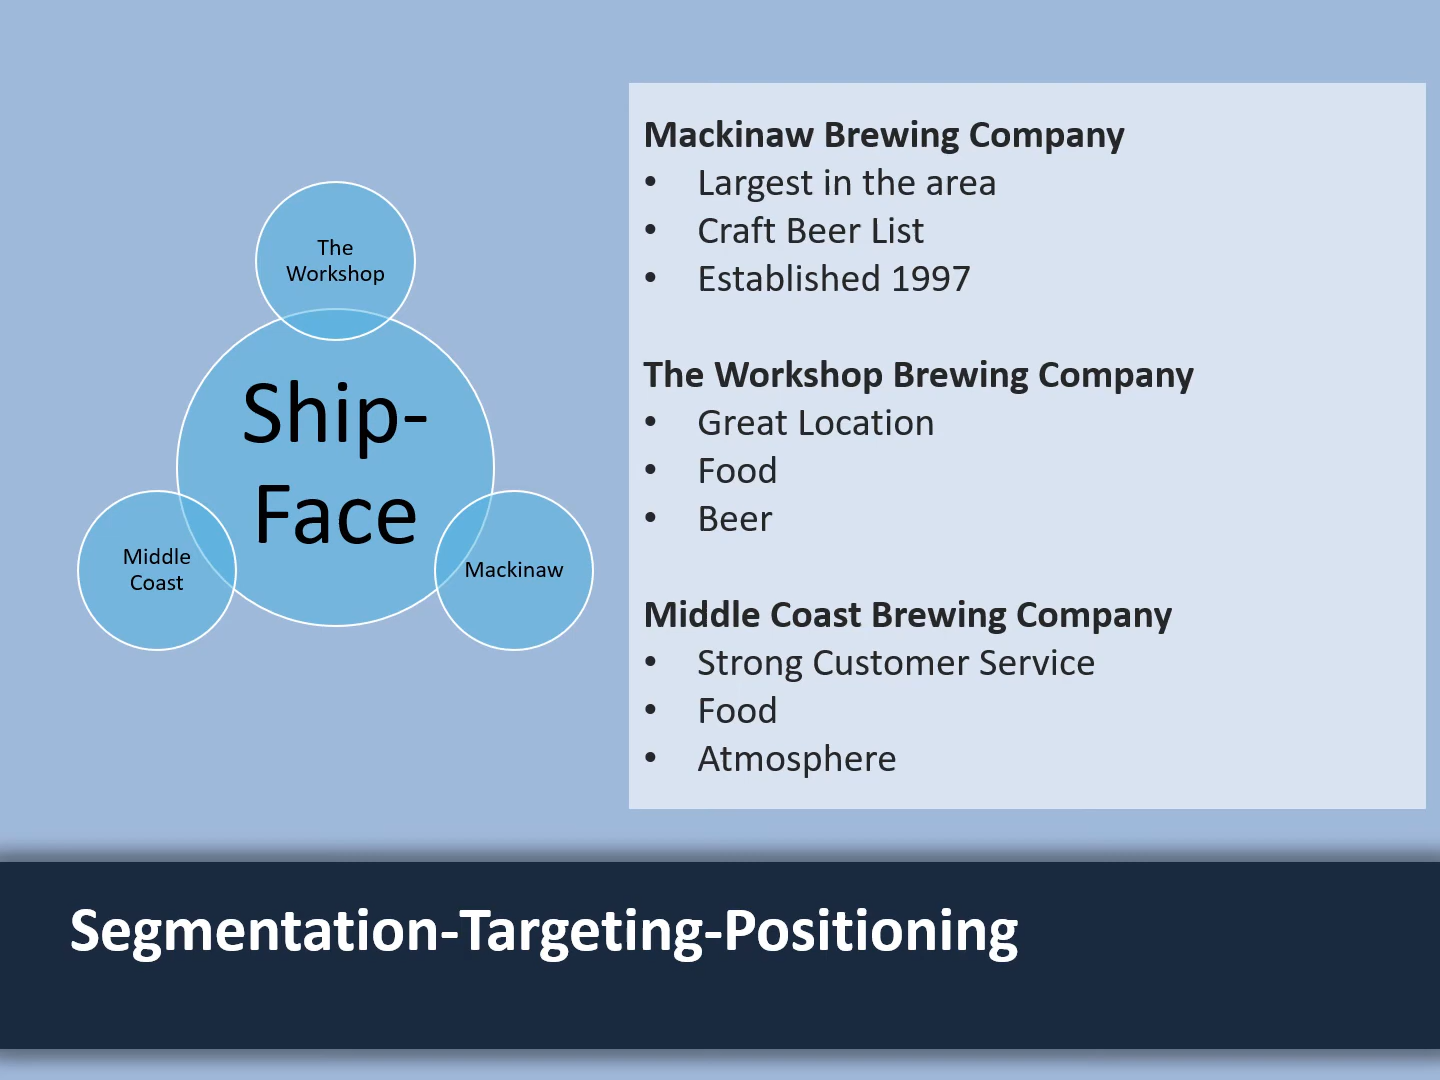 The
Workshop
Ship-
Face
Middle
Coast
Mackinaw
Mackinaw Brewing Company
• Largest in the area
• Craft Beer List
• Established 1997
The Workshop Brewing Company
• Great Location
• Food
• Beer
Middle Coast Brewing Company
• Strong Customer Service
• Food
• Atmosphere
Segmentation-Targeting-Positioning